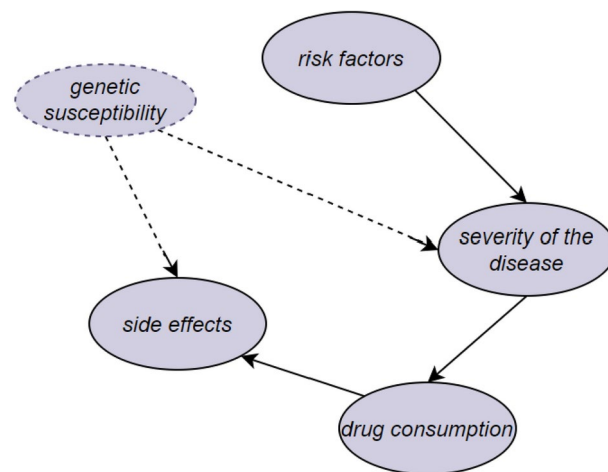 risk factors
genetic
susceptibility
severity of the
disease
side effects
drug consumption